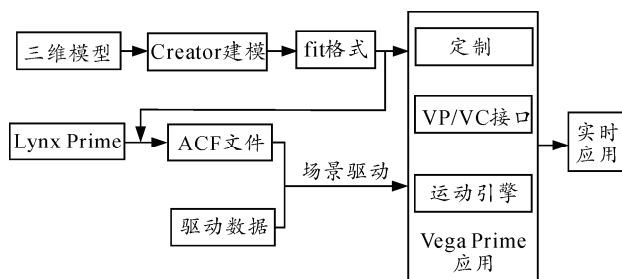 三维模型
Creator建模
fit格式
定制
Lynx Prime
ACF文件
VP/VC接口
实时
应用
场景驱动
驱动数据
运动引擎
Vega Prime
应用